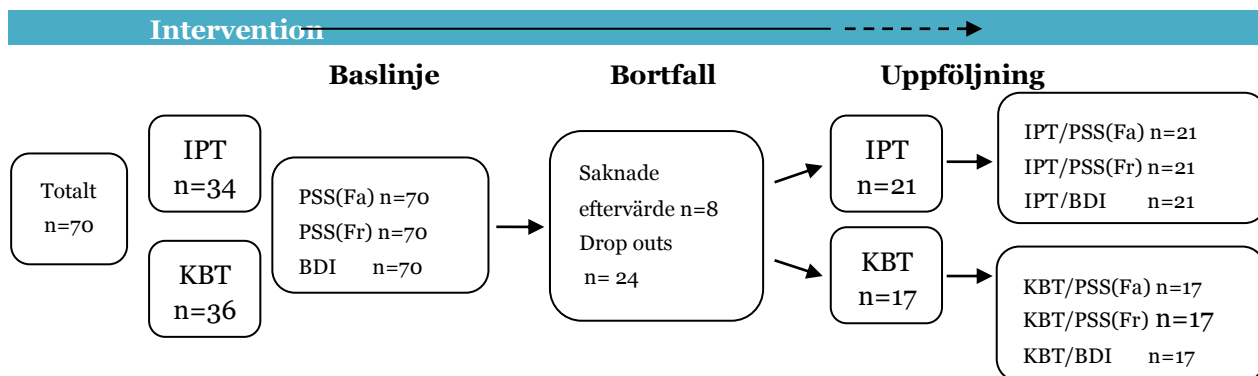 Intervention
Baslinje
Bortfall
Uppföljning
Totalt
n=70
IPT
n=34
KBT
n=36
PSS(Fa) n=70
PSS(Fr) n=70
BDI n=70
Saknade
eftervärde n=8
Drop outs
n= 24
IPT
n=21
KBT
n=17
IPT/PSS(Fa) n=21
IPT/PSS(Fr) n=21
IPT/BDI n=21
KBT/PSS(Fa) n=17
KBT/PSS(Fr) n=17
KBT/BDI n=17